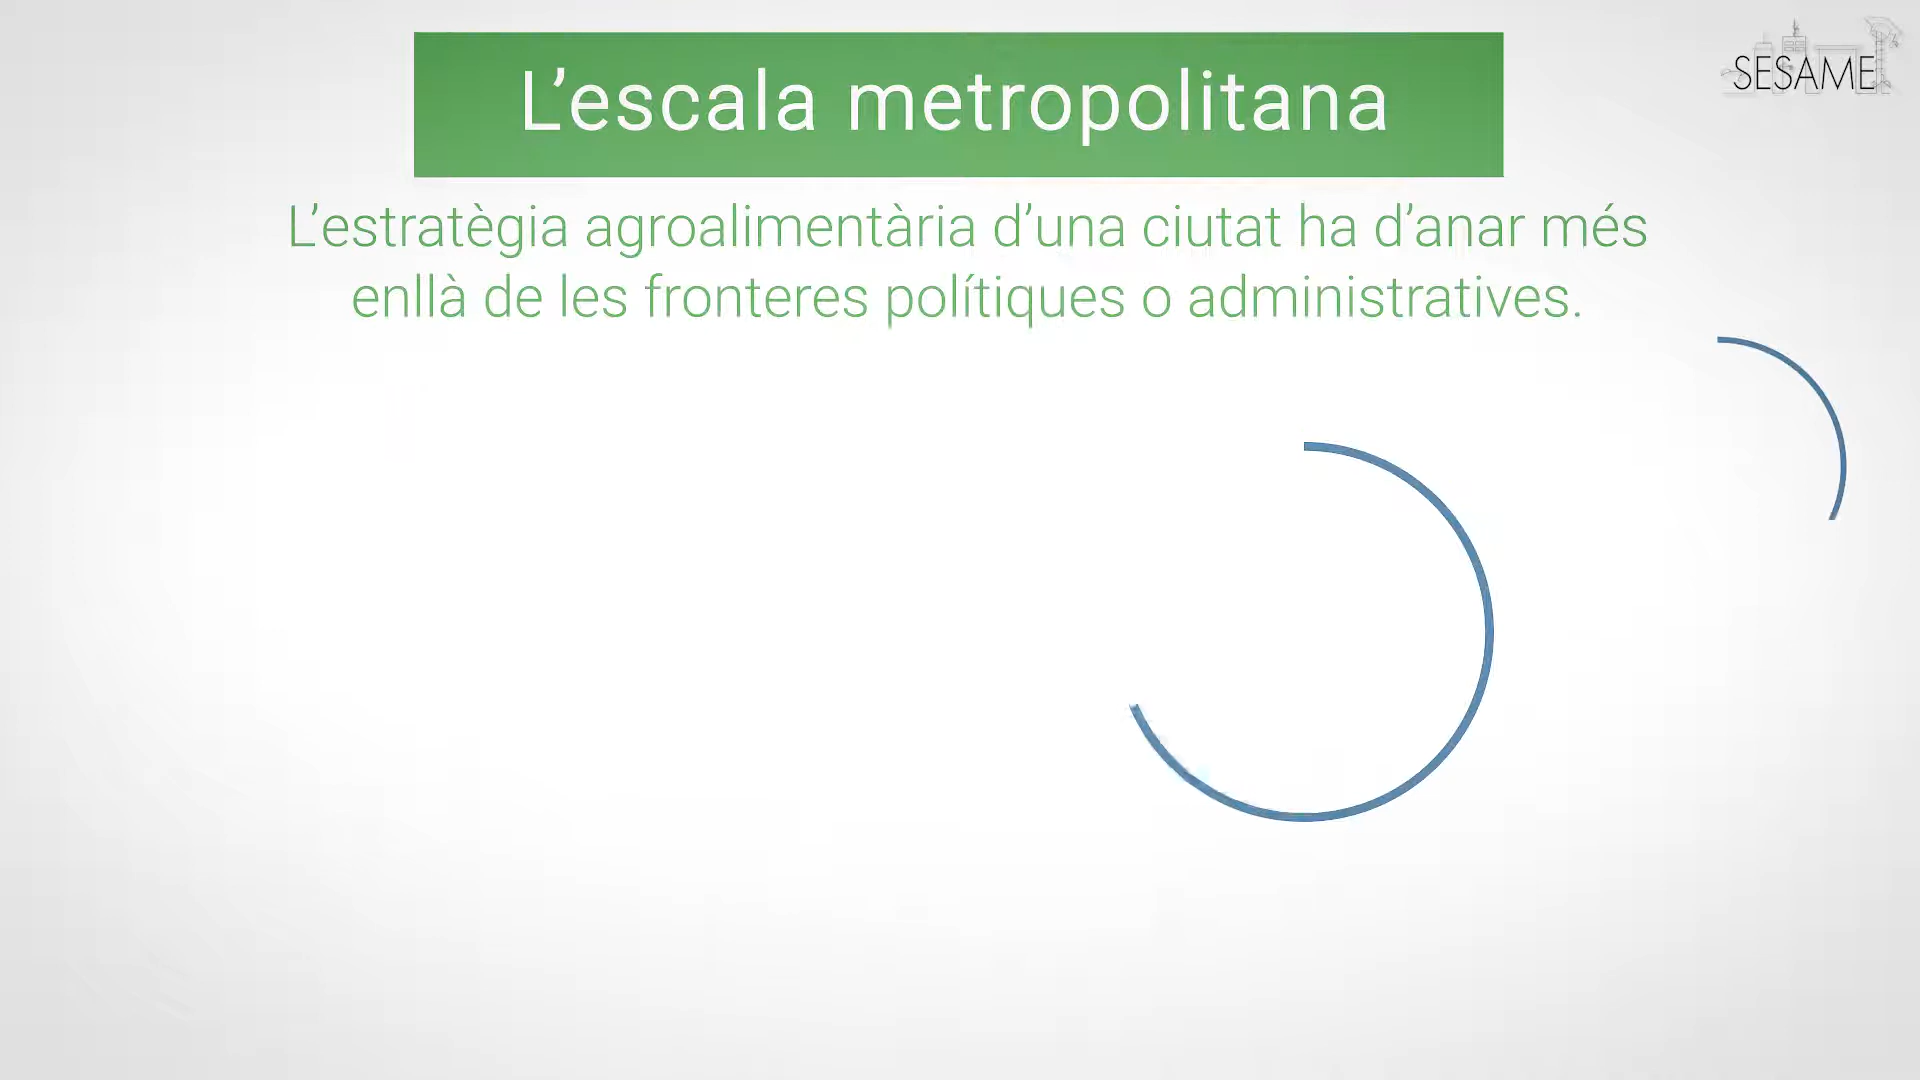 L’escala metropolitana
SESAME
L’estratègia agroalimentària d’una ciutat ha d’anar més
enllà de les fronteres polítiques o administratives.